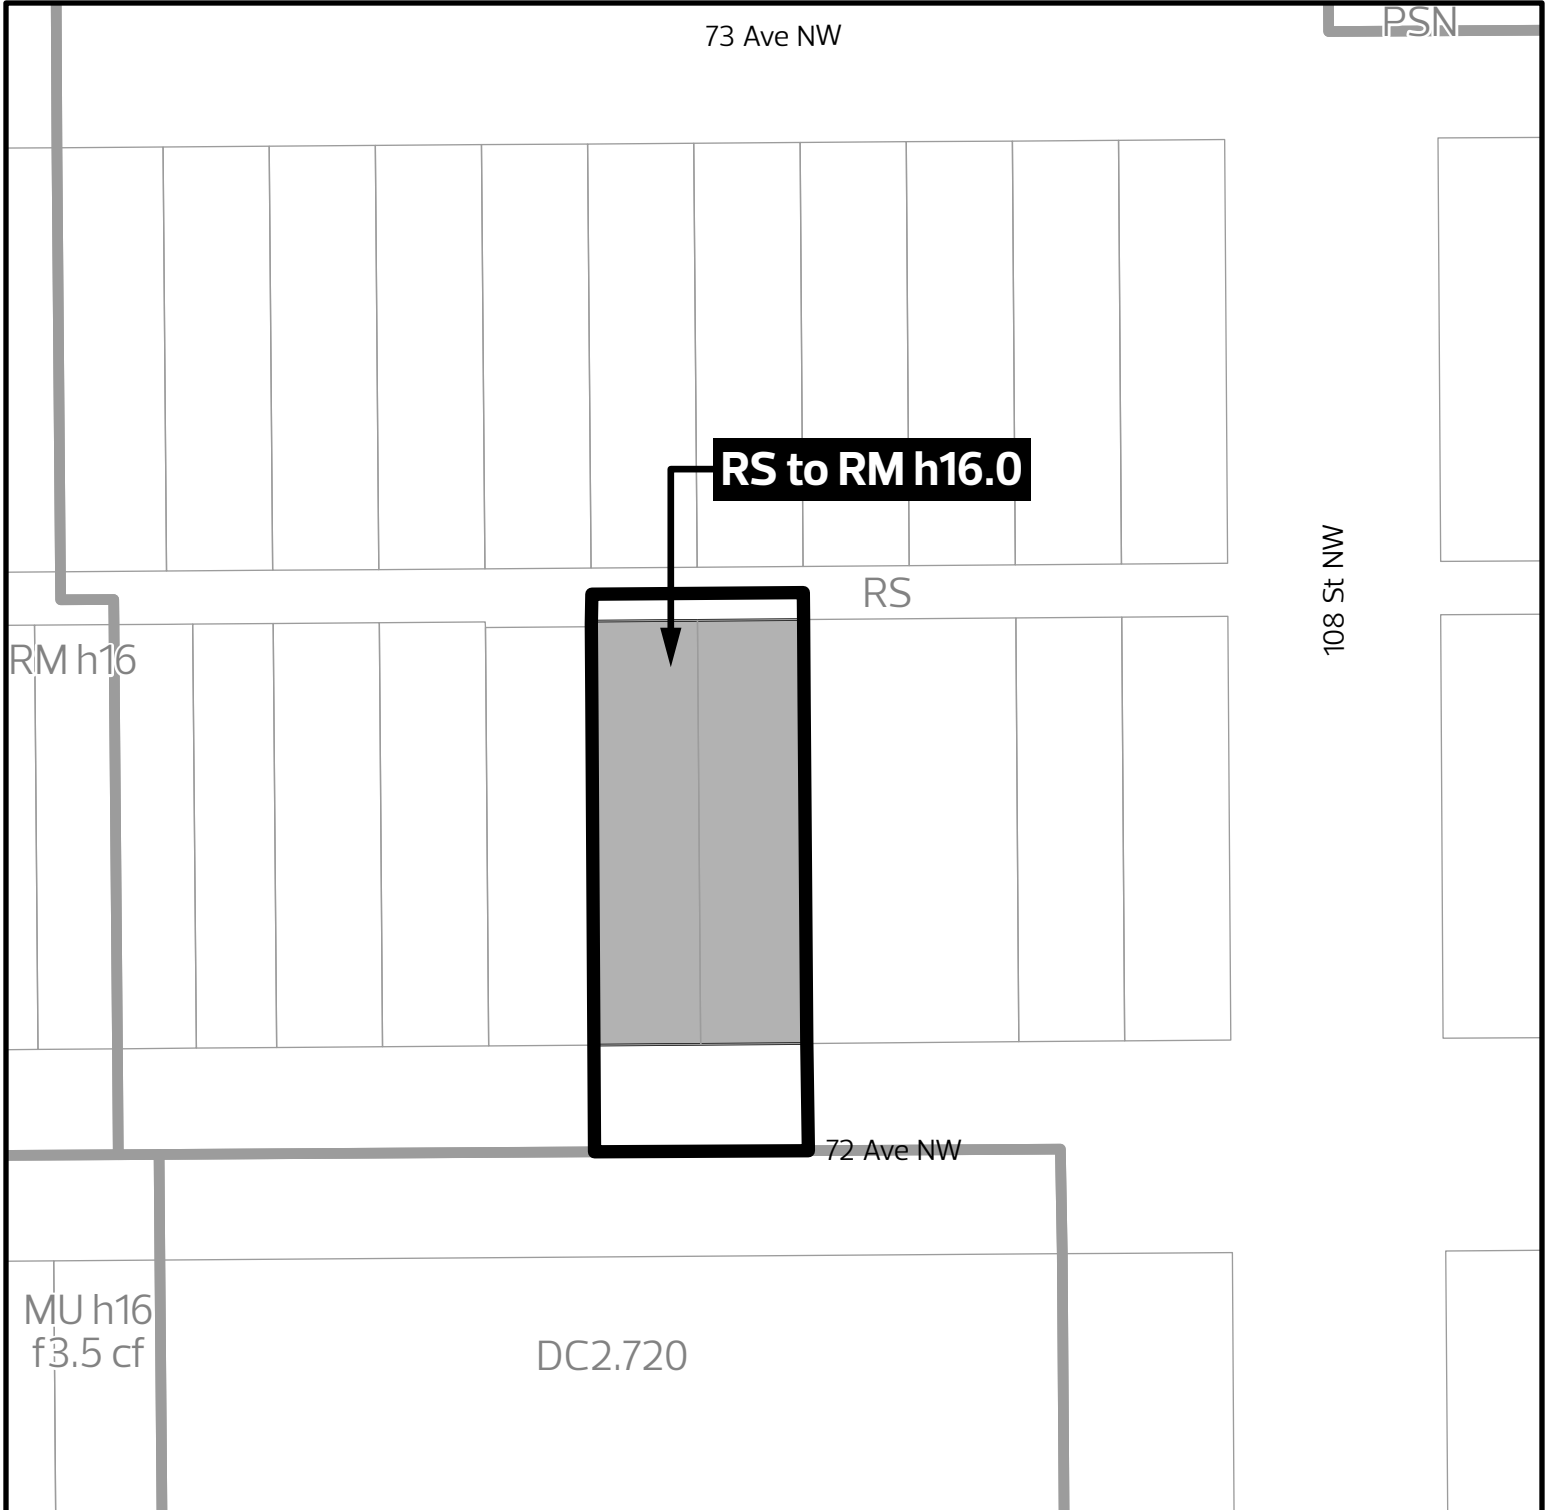 73 Ave NW
PSN
RS to RM h16.0
RS
108 St NW
RM h16
72 Ave NW
MU h16
f3.5 cf
DC2.720